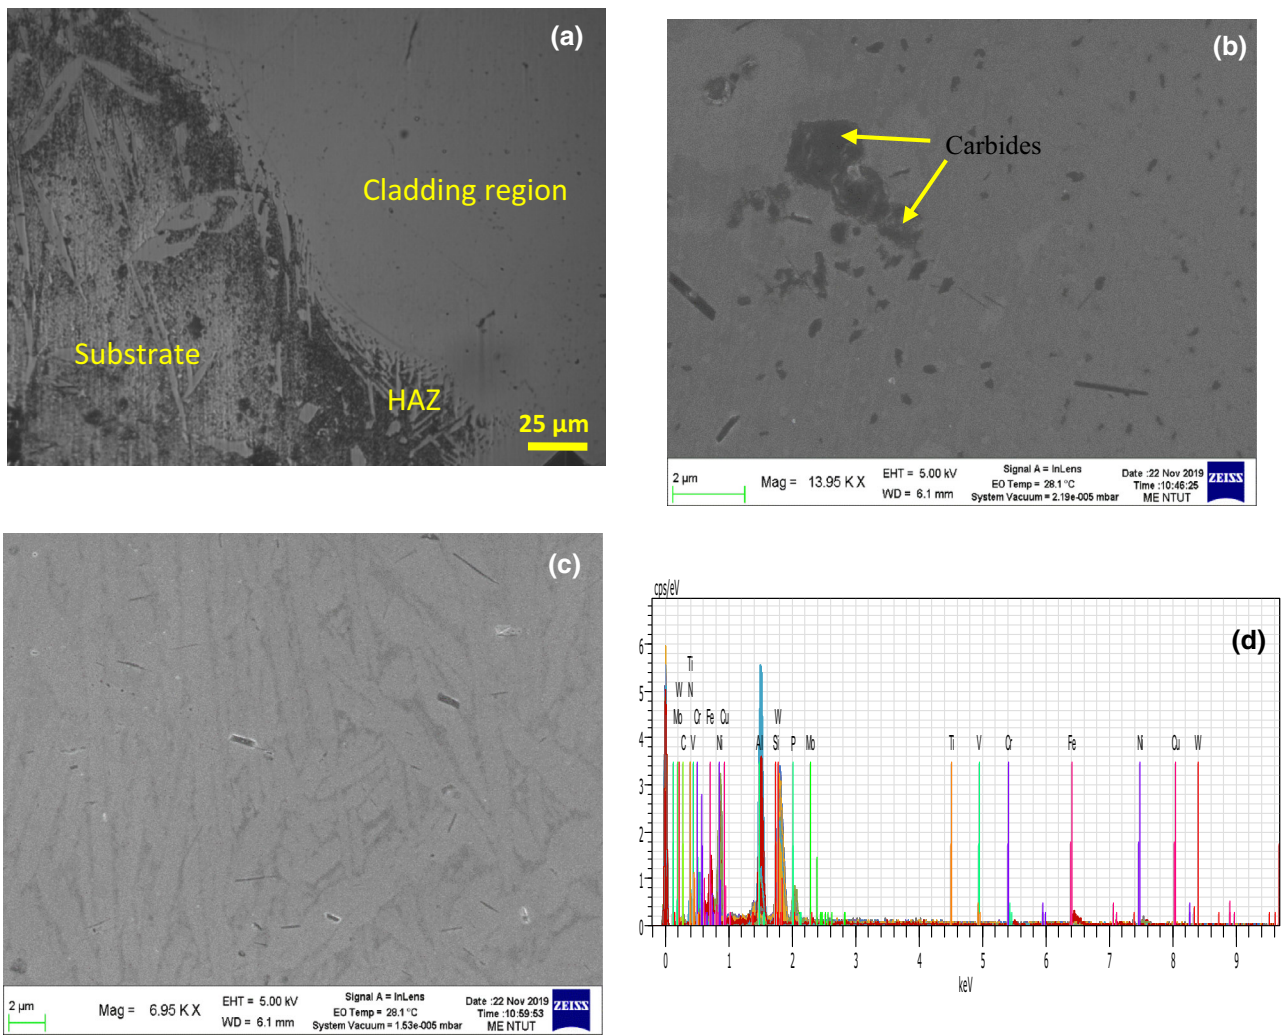 (a)
Cladding region
Substrate
HAZ
25 µm
(b)
Carbides
2 µm
Mag = 13.95 K X
EHT = 5.00 kV
WD = 6.1 mm
Signal A = InLens
EO Temp = 28.1 °C
System Vacuum = 2.19e-005 mbar
Date :22 Nov 2019
Time :10:46:25
ME NTUT
ZEISS
(c)
2 µm
Mag = 6.95 K X
EHT = 5.00 kV
WD = 6.1 mm
Signal A = InLens
EO Temp = 28.1 °C
System Vacuum = 1.53e-005 mbar
Date :22 Nov 2019
Time :10:59:53
ME NTUT
ZEISS
cps/eV
(d)
6
5
4
3
2
1
0
Ti
W N
Mo Cr Fe Cu W
C V Ni Al Si P Mo Ti V Cr Fe Ni Cu W
0 1 2 3 4 5 6 7 8 9
keV